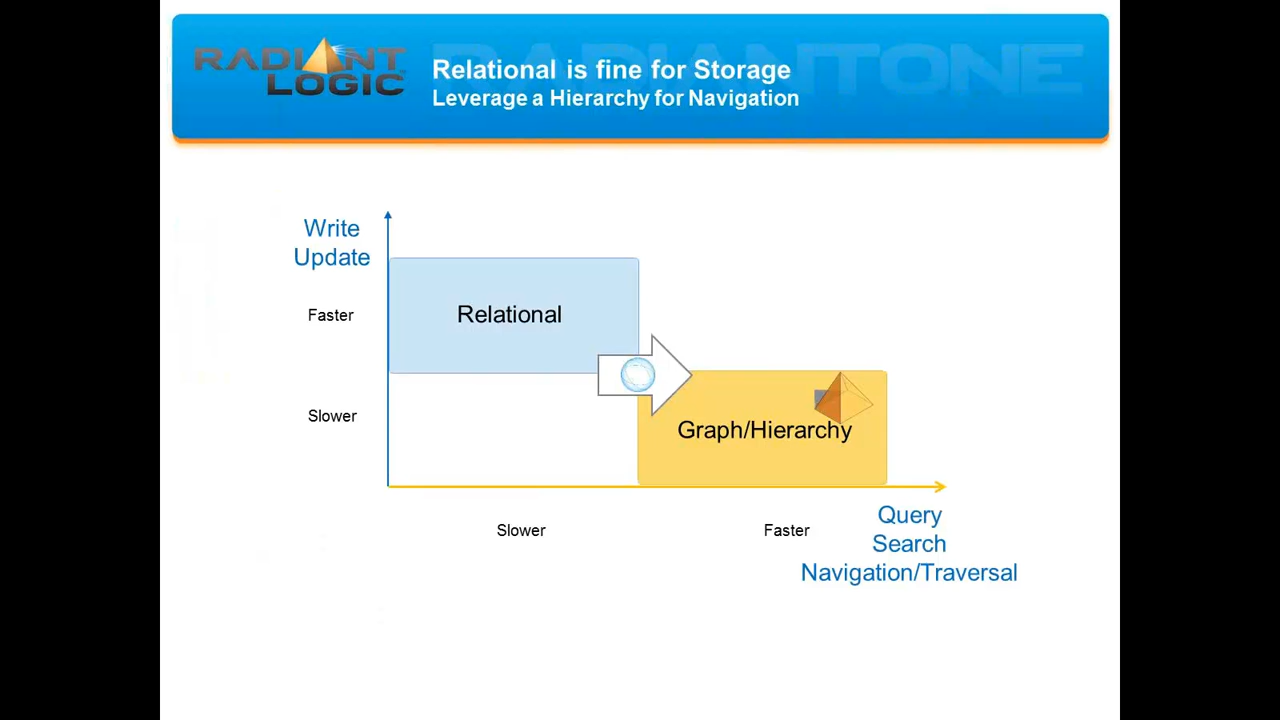 RADIANT
LOGIC
RADIANTONE
Relational is fine for Storage
Leverage a Hierarchy for Navigation
Write
Update
Faster
Relational
Slower
Graph/Hierarchy
Slower
Faster
Query
Search
Navigation/Traversal